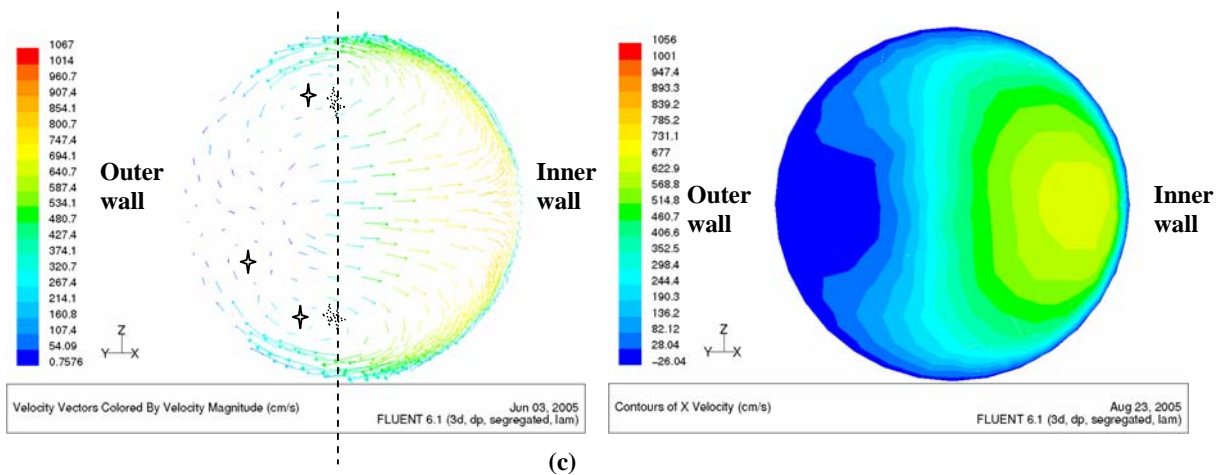 1067
1014
960.7
907.4
854.1
800.7
747.4
694.1
640.7
587.4
534.1
480.7
427.4
374.1
320.7
267.4
214.1
160.8
107.4
54.09
0.7576
Outer
wall
Inner
wall
Z
Y X
Velocity Vectors Colored By Velocity Magnitude (cm/s)
Jun 03, 2005
FLUENT 6.1 (3d, dp, segregated, lam)
1056
1001
947.4
893.3
839.2
785.2
731.1
677
622.9
568.8
514.8
460.7
406.6
352.5
298.4
244.4
190.3
136.2
82.12
28.04
-26.04
Outer
wall
Inner
wall
Z
Y X
Contours of X Velocity (cm/s)
Aug 23, 2005
FLUENT 6.1 (3d, dp, segregated, lam)
(c)